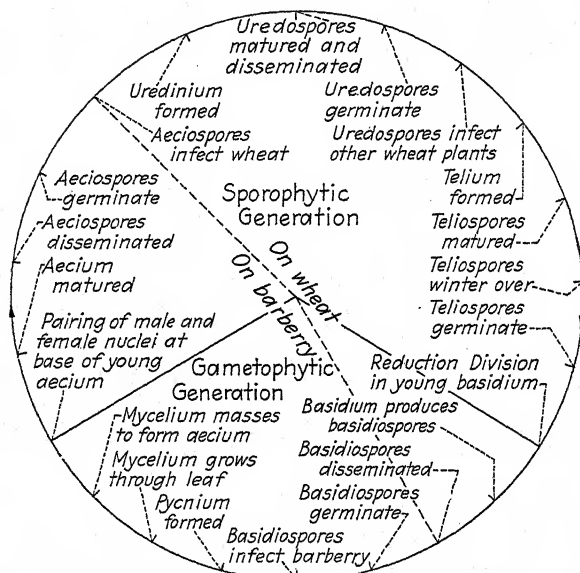 Uredospores
matured and
disseminated
Uredinium
formed
Uredospores
germinate
Aeciospores
infect wheat
Uredospores infect
other wheat plants
Aeciospores
germinate
Telium
formed
Sporophytic
Generation
Aeciospores
disseminated
Teliospores
matured
Aecium
matured
On wheat
On barberry
Teliospores
winter over
Teliospores
germinate
Pairing of male and
female nuclei at
base of young
aecium
Gametophytic
Generation
Reduction Division
in young basidium
Mycelium masses
to form aecium
Basidium produces
basidiospores
Mycelium grows
through leaf
Basidiospores
disseminated
Pycnium
formed
Basidiospores
germinate
Basidiospores
infect barberry